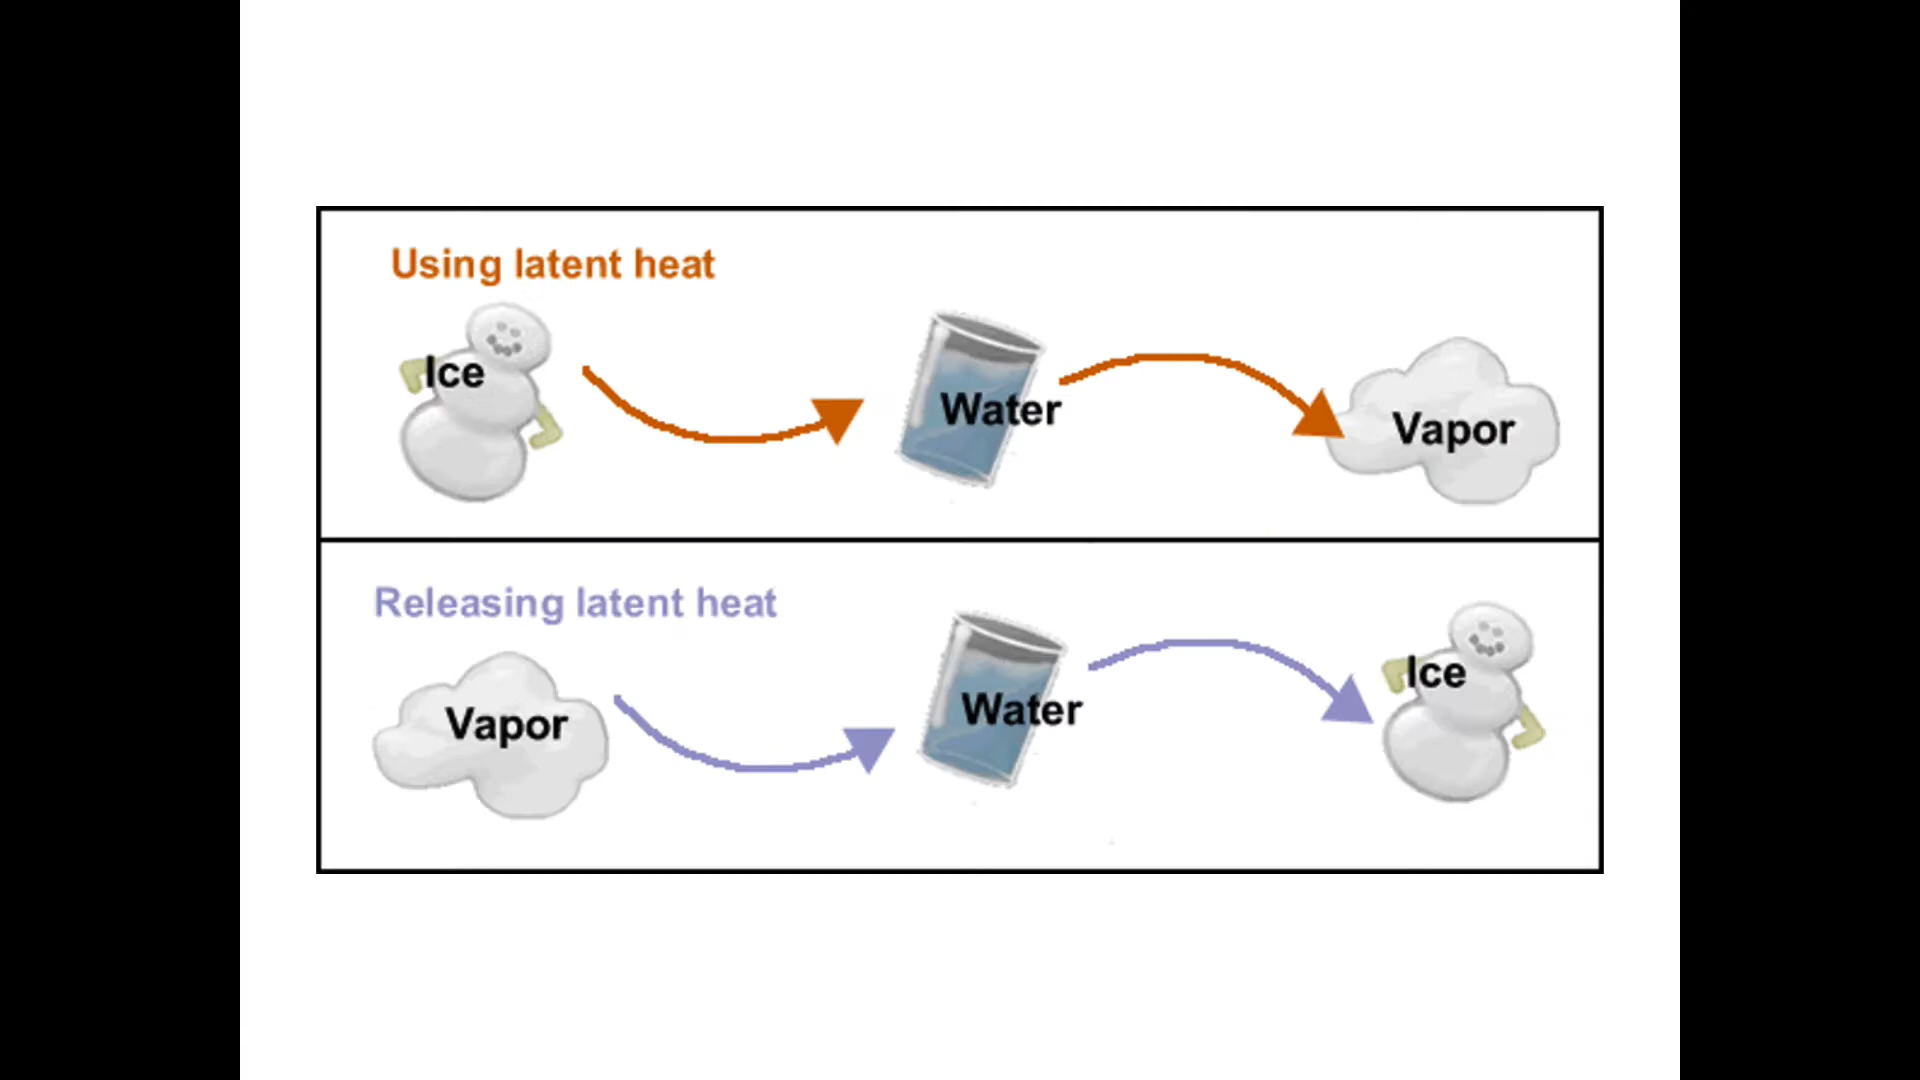 Using latent heat
Ice
Water
Vapor
Releasing latent heat
Vapor
Water
Ice